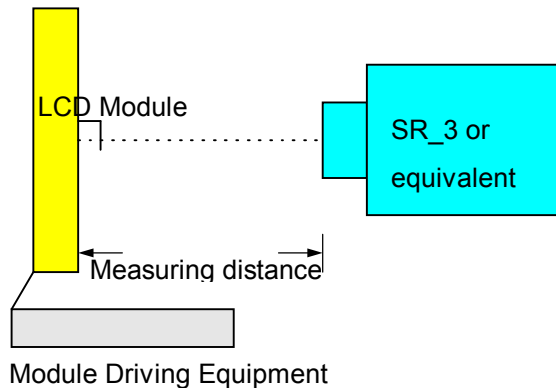 LCD Module
SR_3 or
equivalent
Measuring distance
Module Driving Equipment